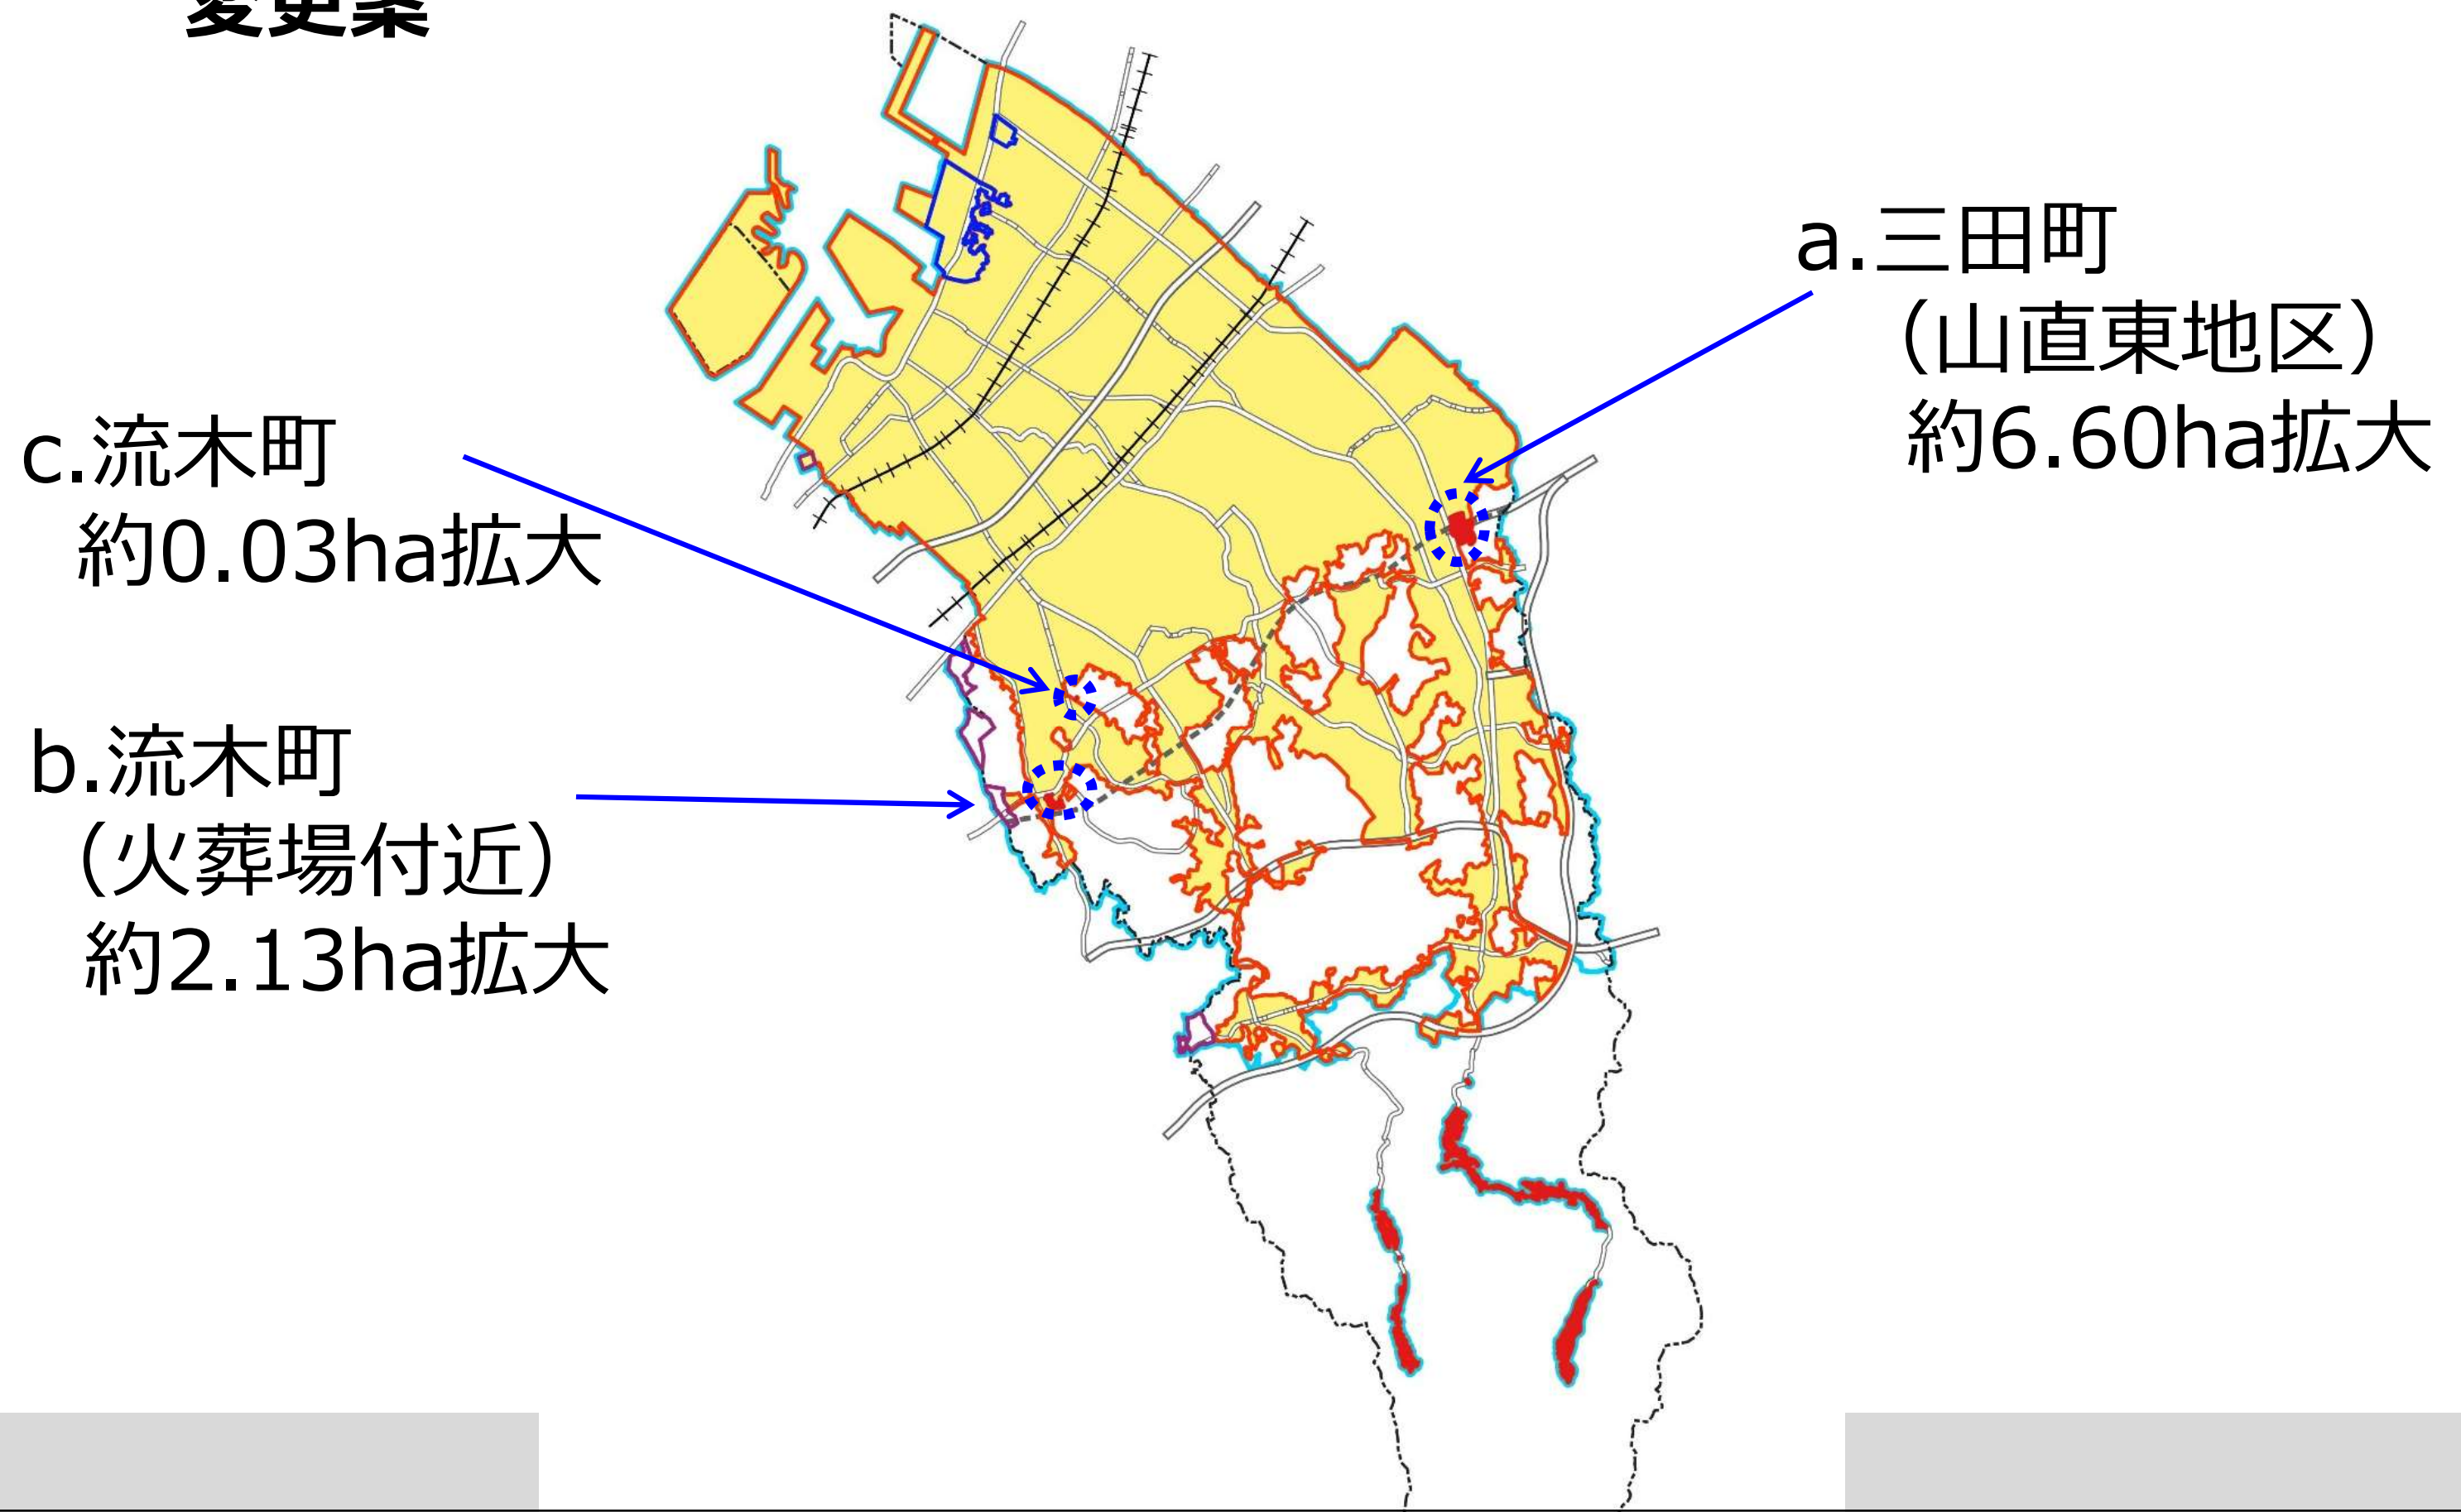 変更案
a.三田町
(山直東地区)
約6.60ha拡大
c.流木町
約0.03ha拡大
b.流木町
(火葬場付近)
約2.13ha拡大